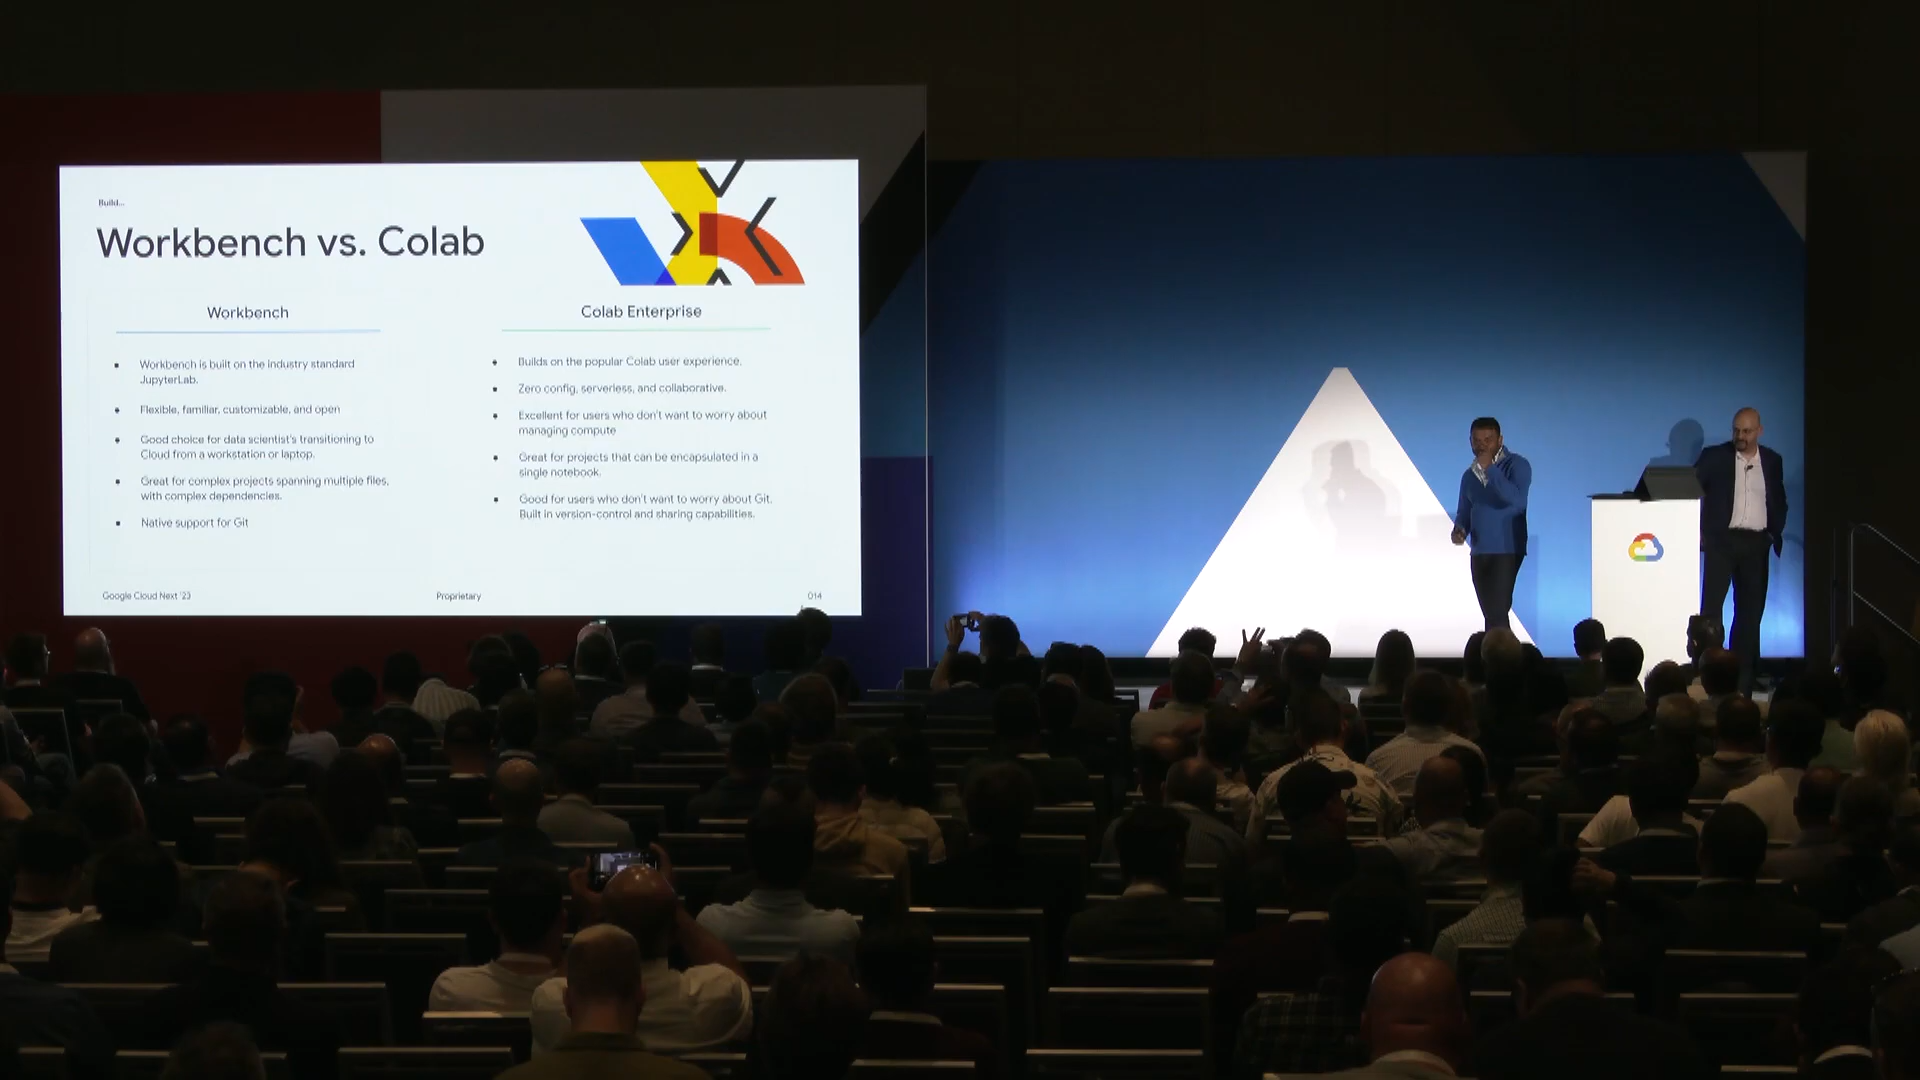 Build...
Workbench vs. Colab
Workbench
Workbench is built on the industry standard
JupyterLab.
Flexible, familiar, customizable, and open
Good choice for data scientist's transitioning to
Cloud from a workstation or laptop.
Great for complex projects spanning multiple files,
with complex dependencies.
Native support for Git
Colab Enterprise
Builds on the popular Colab user experience.
Zero config, serverless, and collaborative.
Excellent for users who don't want to worry about
managing compute
Great for projects that can be encapsulated in a
single notebook.
Good for users who don't want to worry about Git.
Built in version-control and sharing capabilities.
Google Cloud Next '23
Proprietary
014